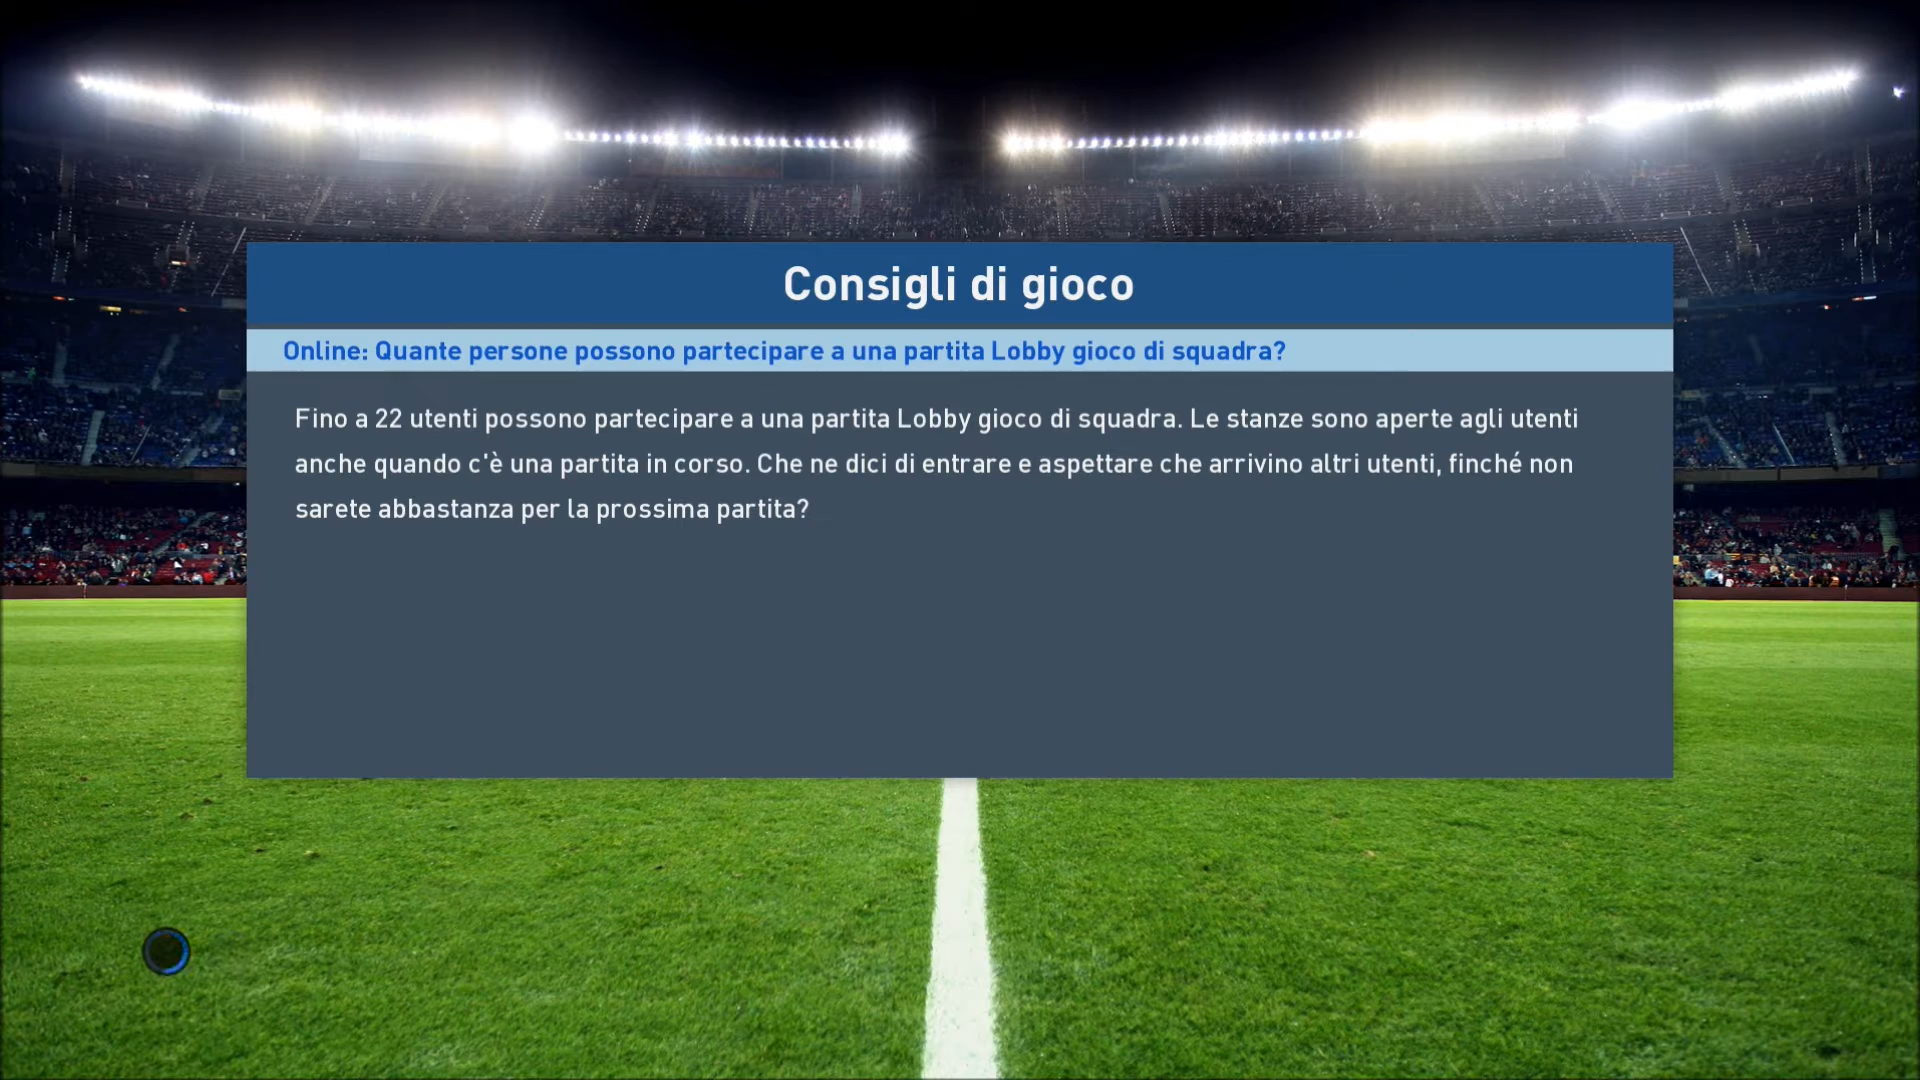 Consigli di gioco
Online: Quante persone possono partecipare a una partita Lobby gioco di squadra?
Fino a 22 utenti possono partecipare a una partita Lobby gioco di squadra. Le stanze sono aperte agli utenti
anche quando c'è una partita in corso. Che ne dici di entrare e aspettare che arrivino altri utenti, finché non
sarete abbastanza per la prossima partita?